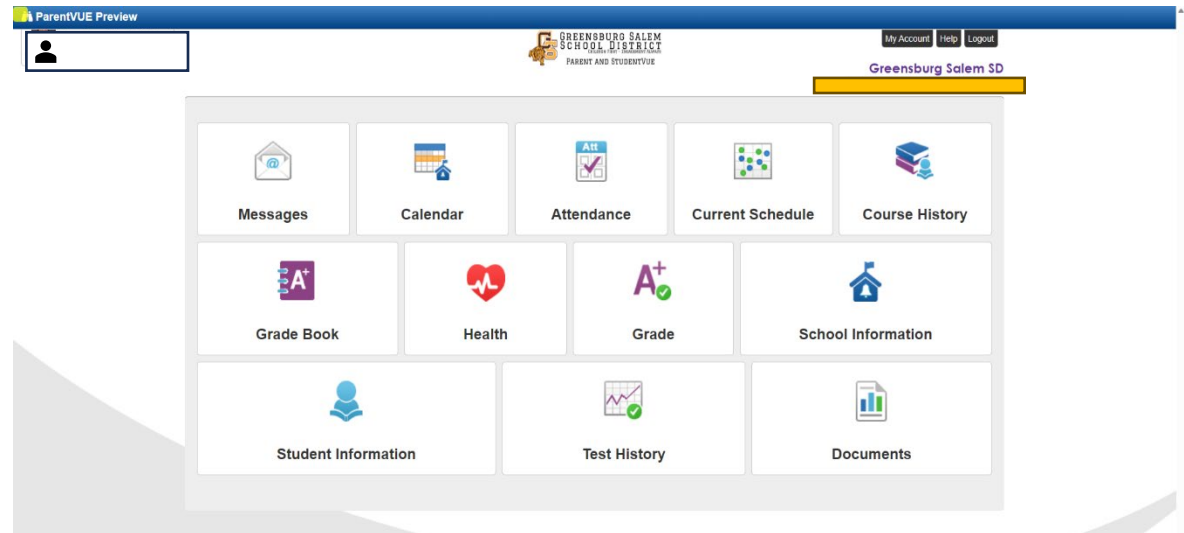 ParentVUE Preview
GREENSBURG SALEM
SCHOOL DISTRICT
PARENT AND STUDENTVUE
My Account Help Logout
Greensburg Salem SD
@
Att
Messages Calendar Attendance Current Schedule Course History
A+ A+
Grade Book Health Grade School Information
Student Information Test History Documents